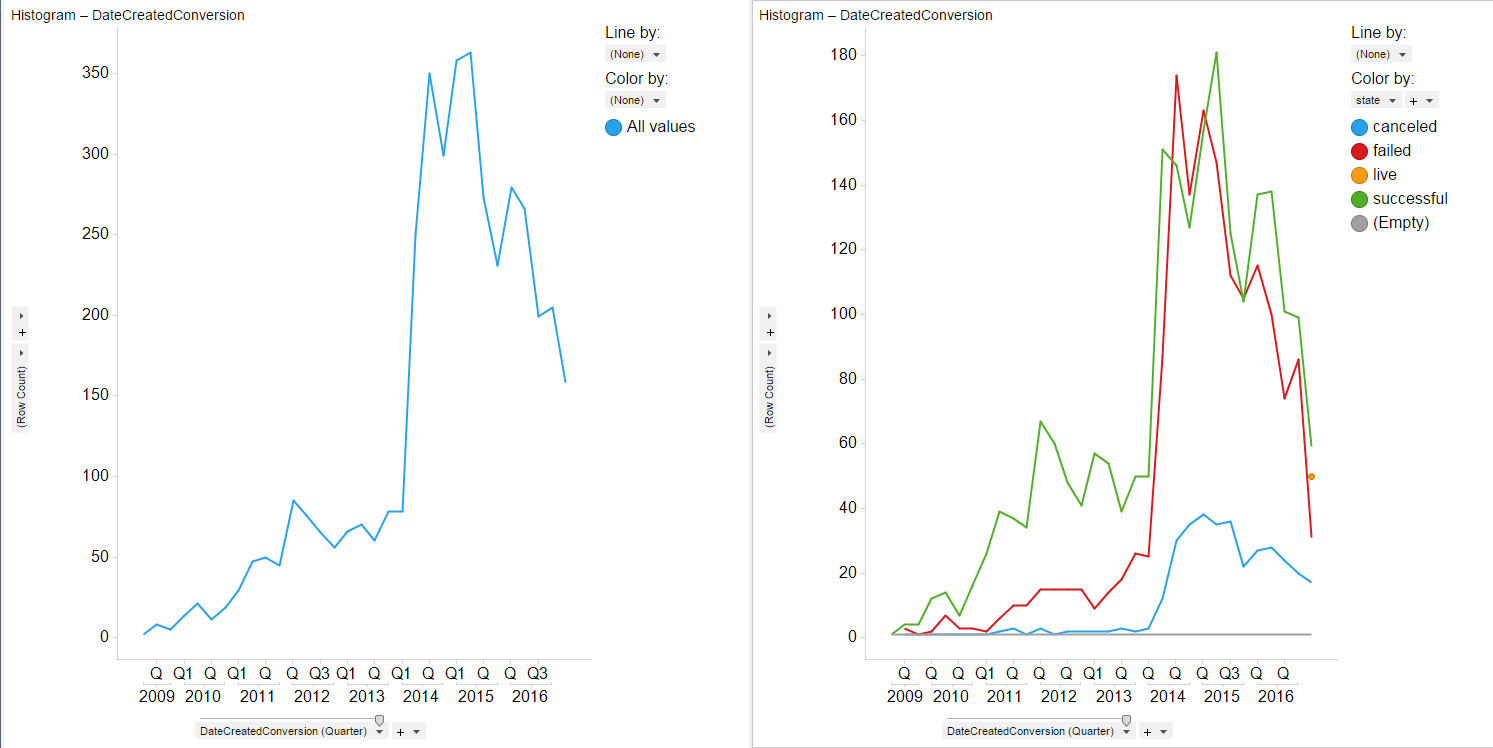 Histogram – DateCreatedConversion
Line by:
(None)
Color by:
(None)
All values
350
300
250
200
150
100
50
0
(Row Count)
+
Q Q1 Q Q1 Q Q3 Q1 Q Q1 Q Q1 Q Q Q3
2009 2010 2011 2012 2013 2014 2015 2016
DateCreatedConversion (Quarter) +
Histogram – DateCreatedConversion
Line by:
(None)
Color by:
state +
canceled
failed
live
successful
(Empty)
180
160
140
120
100
80
60
40
20
0
(Row Count)
+
Q Q Q Q1 Q Q Q Q1 Q Q Q Q3 Q Q
2009 2010 2011 2012 2013 2014 2015 2016
DateCreatedConversion (Quarter) +